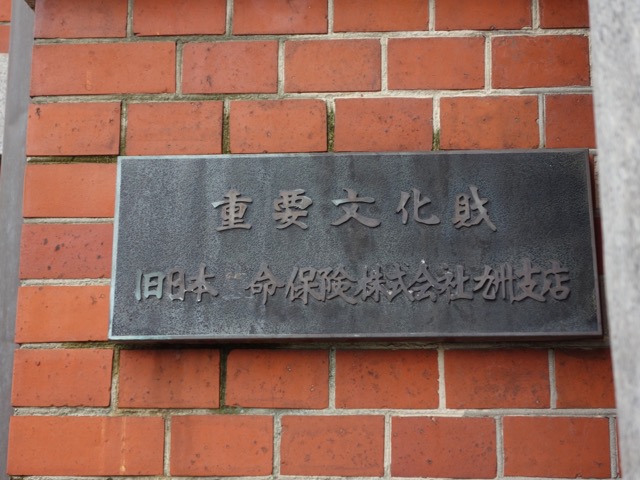 重要文化財
旧日本 命保険株式会社九州支店